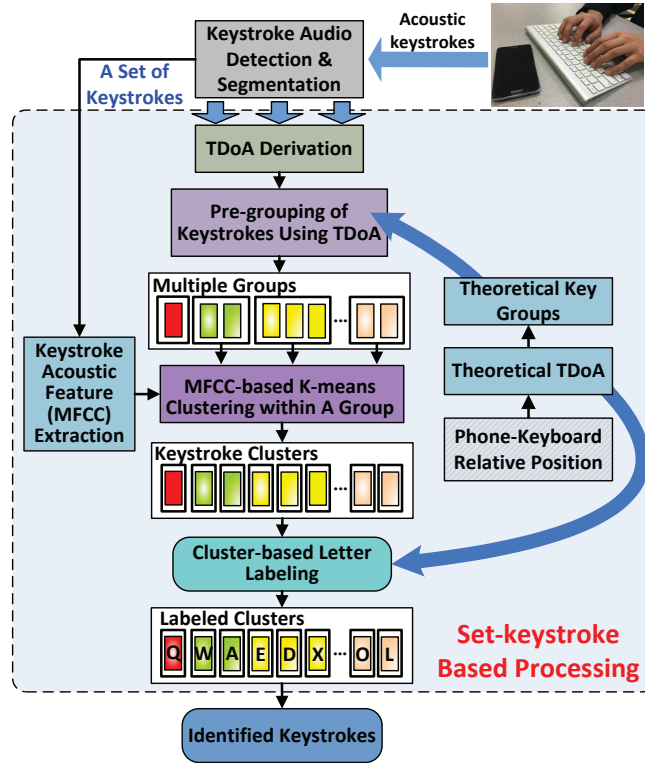 Keystroke Audio
Detection &
Segmentation
Acoustic
keystrokes
A Set of
Keystrokes
TDoA Derivation
Pre-grouping of
Keystrokes Using TDoA
Multiple Groups
...
Theoretical Key
Groups
Keystroke
Acoustic
Feature
(MFCC)
Extraction
MFCC-based K-means
Clustering within A Group
Theoretical TDoA
Phone-Keyboard
Relative Position
Keystroke Clusters
...
Cluster-based Letter
Labeling
Labeled Clusters
Q W A E D X ... O L
Set-keystroke
Based Processing
Identified Keystrokes